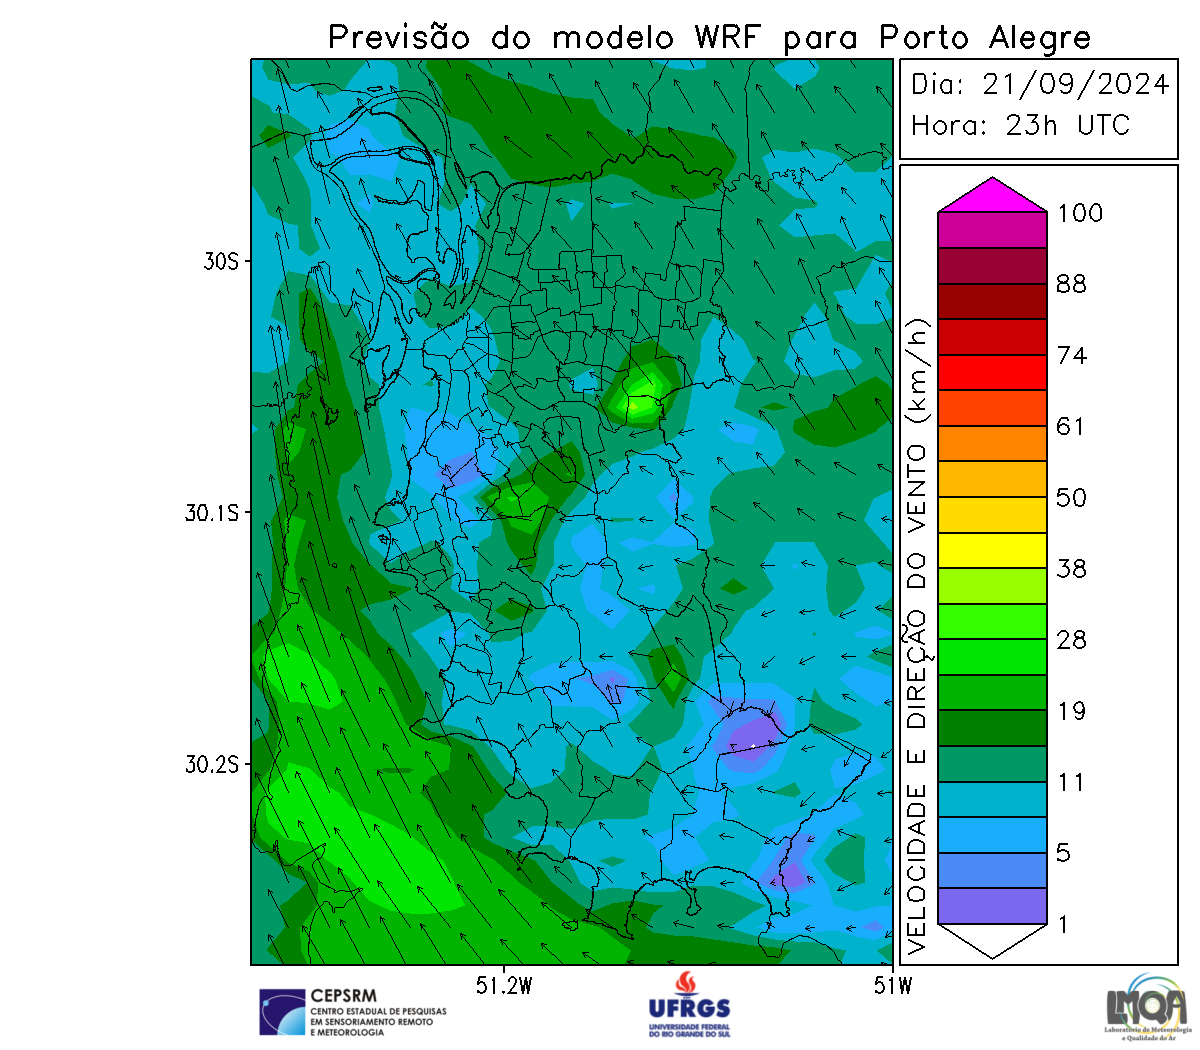 Previsão do modelo WRF para Porto Alegre
Dia: 21/09/2024
Hora: 23h UTC
30S
30.1S
30.2S
51.2W
51W
VELOCIDADE E DIREÇÃO DO VENTO (km/h)
100
88
74
61
50
38
28
19
11
5
1
CEPSRM
CENTRO ESTADUAL DE PESQUISAS
EM SENSORIAMENTO REMOTO
E METEOROLOGIA
UFRGS
UNIVERSIDADE FEDERAL
DO RIO GRANDE DO SUL
LMQA
Laboratório de Meteorologia
e Qualidade do Ar